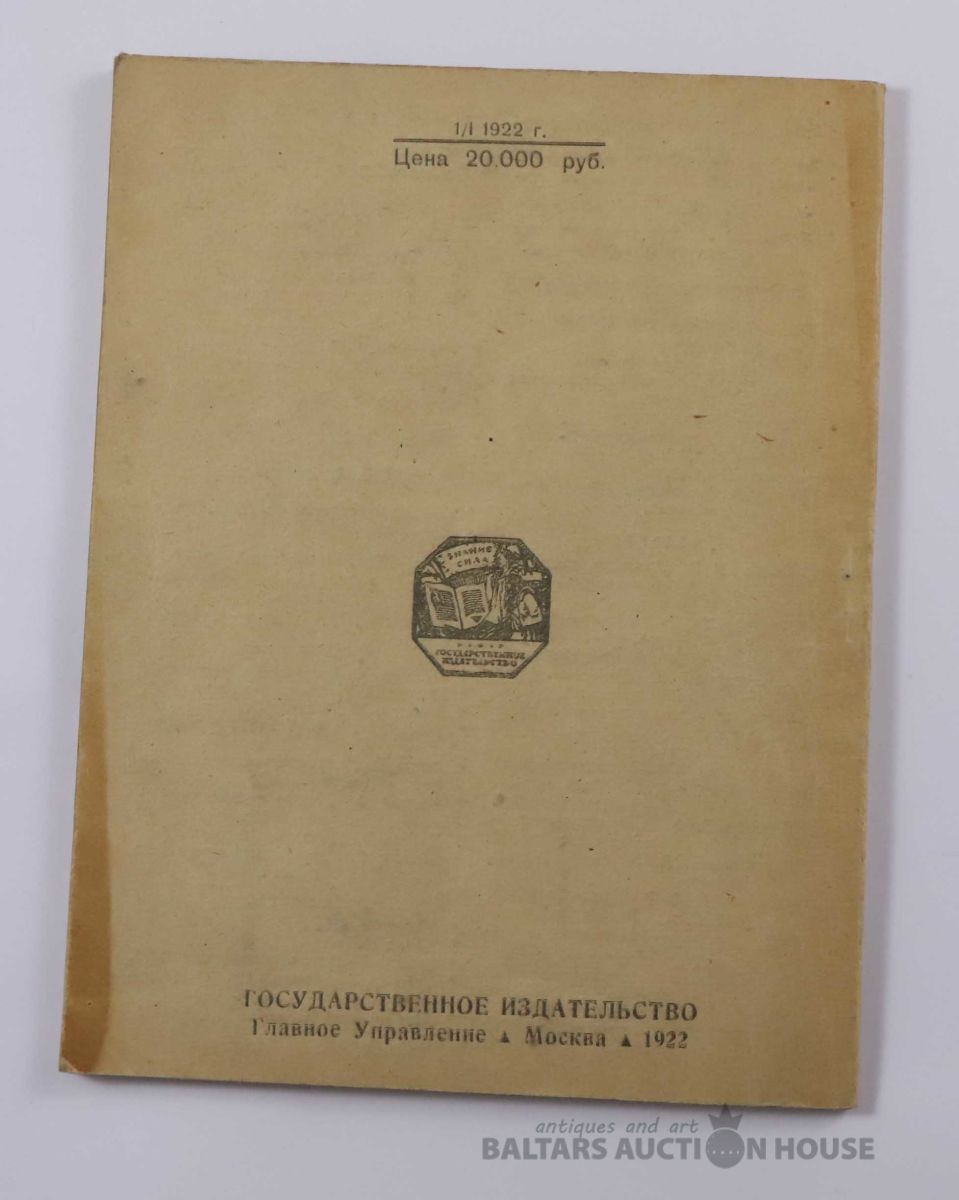 1/I 1922 г.
Цена 20.000 руб.
ЗНАНИЕ
СИЛА
ГОСУДАРСТВЕННОЕ
ИЗДАТЕЛЬСТВО
ГОСУДАРСТВЕННОЕ ИЗДАТЕЛЬСТВО
Главное Управление ▲ Москва ▲ 1922
antiques and art
BALTARS AUCTION HOUSE